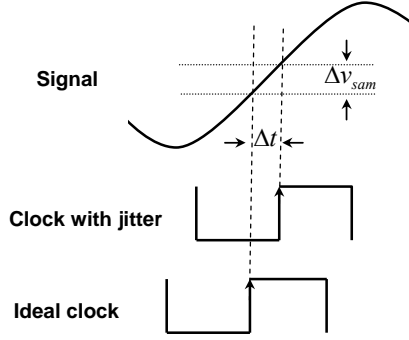 Signal
Δv_sam
Δt
Clock with jitter
Ideal clock